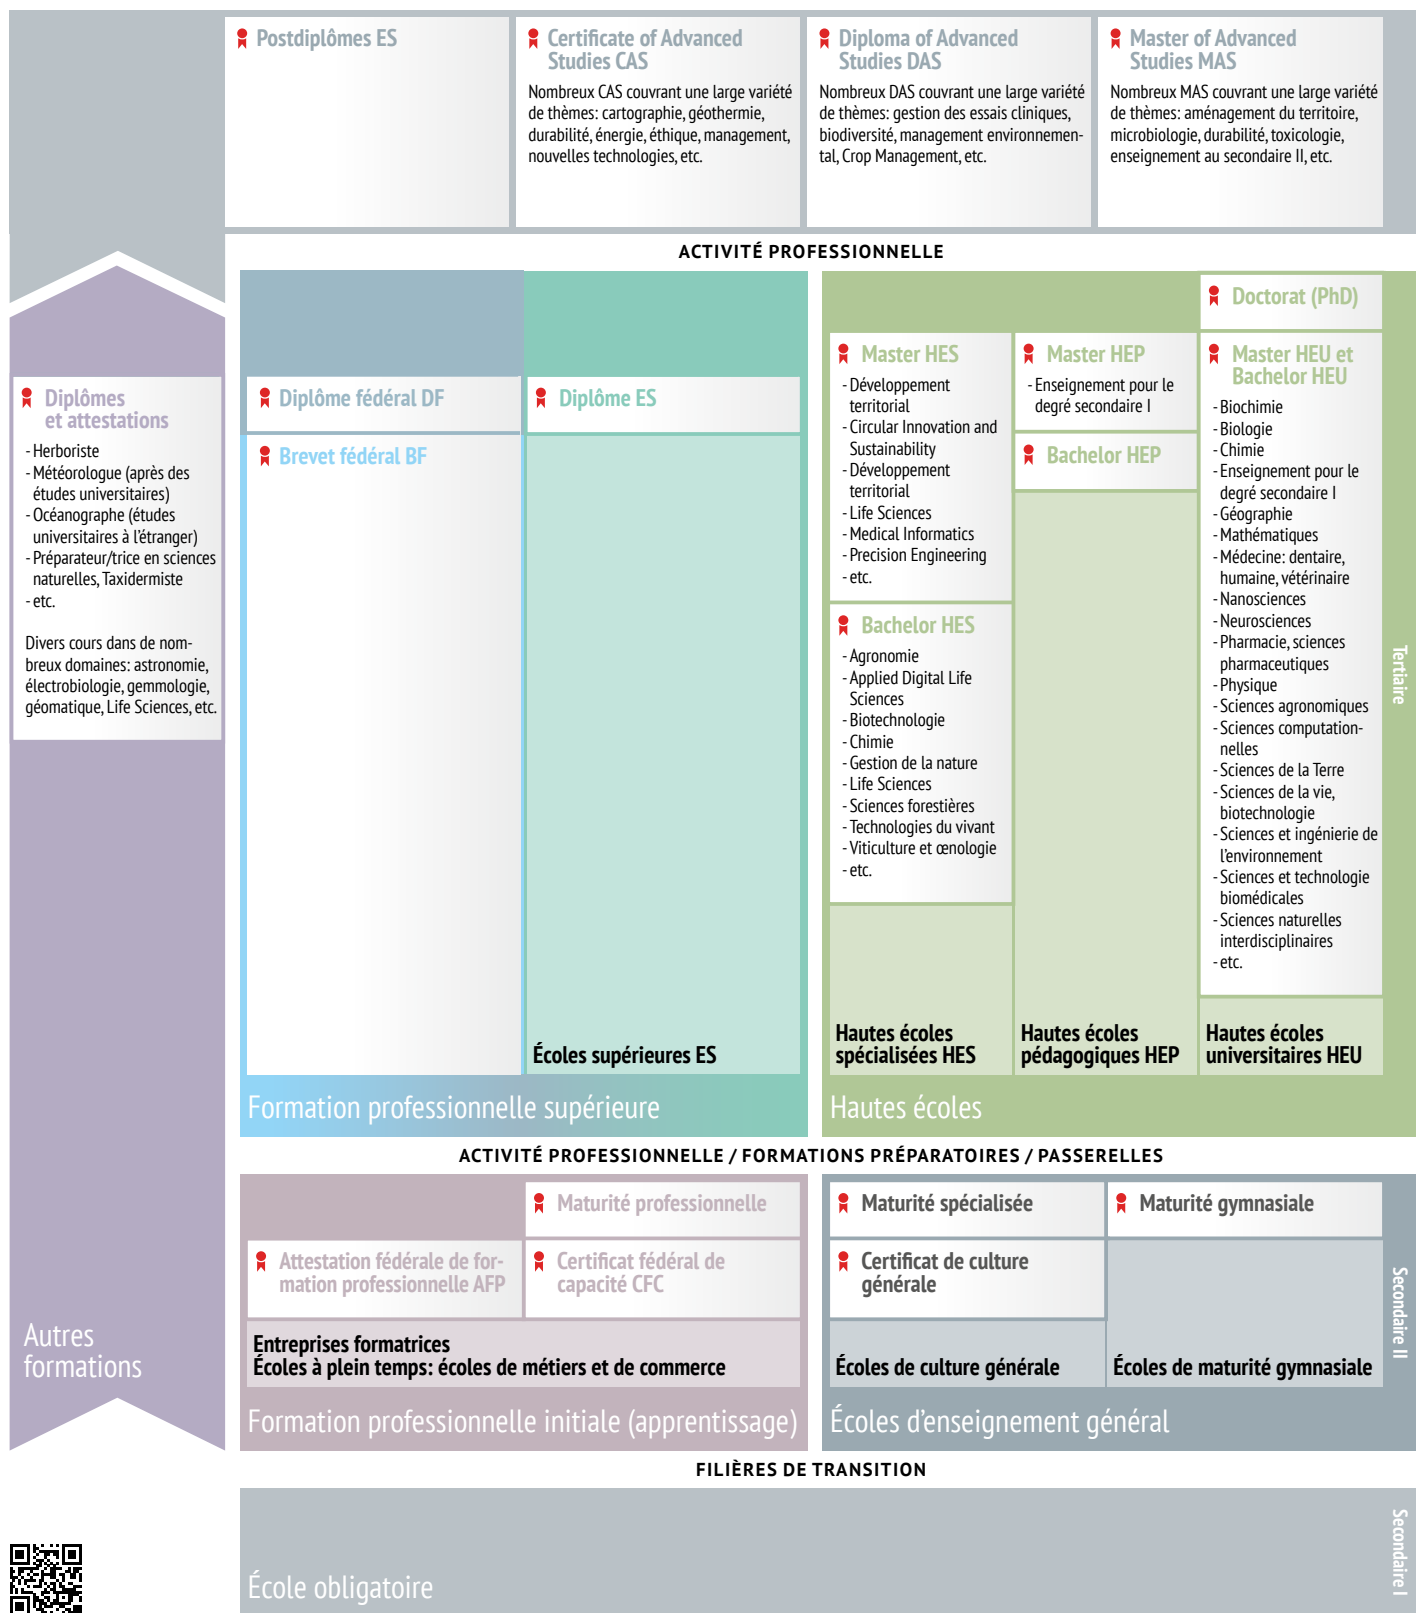 Postdiplômes ES
Certificate of Advanced
Studies CAS
Nombreux CAS couvrant une large variété
de thèmes: cartographie, géothermie,
durabilité, énergie, éthique, management,
nouvelles technologies, etc.
Diploma of Advanced
Studies DAS
Nombreux DAS couvrant une large variété
de thèmes: gestion des essais cliniques,
biodiversité, management environnemen-
tal, Crop Management, etc.
Master of Advanced
Studies MAS
Nombreux MAS couvrant une large variété
de thèmes: aménagement du territoire,
microbiologie, durabilité, toxicologie,
enseignement au secondaire II, etc.
ACTIVITÉ PROFESSIONNELLE
Diplômes
et attestations
- Herboriste
- Météorologue (après des
études universitaires)
- Océanographe (études
universitaires à l'étranger)
- Préparateur/trice en sciences
naturelles, Taxidermiste
- etc.
Divers cours dans de nom-
breux domaines: astronomie,
électrobiologie, gemmologie,
géomatique, Life Sciences, etc.
Autres
formations
Diplôme fédéral DF
Brevet fédéral BF
Diplôme ES
Écoles supérieures ES
Formation professionnelle supérieure
Master HES
- Développement
territorial
- Circular Innovation and
Sustainability
- Développement
territorial
- Life Sciences
- Medical Informatics
- Precision Engineering
- etc.
Bachelor HES
- Agronomie
- Applied Digital Life
Sciences
- Biotechnologie
- Chimie
- Gestion de la nature
- Life Sciences
- Sciences forestières
- Technologies du vivant
- Viticulture et œnologie
- etc.
Hautes écoles
spécialisées HES
Master HEP
- Enseignement pour le
degré secondaire I
Bachelor HEP
Hautes écoles
pédagogiques HEP
Doctorat (PhD)
Master HEU et
Bachelor HEU
- Biochimie
- Biologie
- Chimie
- Enseignement pour le
degré secondaire I
- Géographie
- Mathématiques
- Médecine: dentaire,
humaine, vétérinaire
- Nanosciences
- Neurosciences
- Pharmacie, sciences
pharmaceutiques
- Physique
- Sciences agronomiques
- Sciences computation-
nelles
- Sciences de la Terre
- Sciences de la vie,
biotechnologie
- Sciences et ingénierie de
l'environnement
- Sciences et technologie
biomédicales
- Sciences naturelles
interdisciplinaires
- etc.
Hautes écoles
universitaires HEU
Hautes écoles
Tertiaire
ACTIVITÉ PROFESSIONNELLE / FORMATIONS PRÉPARATOIRES / PASSERELLES
Maturité professionnelle
Attestation fédérale de for-
mation professionnelle AFP
Certificat fédéral de
capacité CFC
Entreprises formatrices
Écoles à plein temps: écoles de métiers et de commerce
Formation professionnelle initiale (apprentissage)
Maturité spécialisée
Certificat de culture
générale
Écoles de culture générale
Maturité gymnasiale
Écoles de maturité gymnasiale
Écoles d'enseignement général
Secondaire II
FILIÈRES DE TRANSITION
École obligatoire
Secondaire I